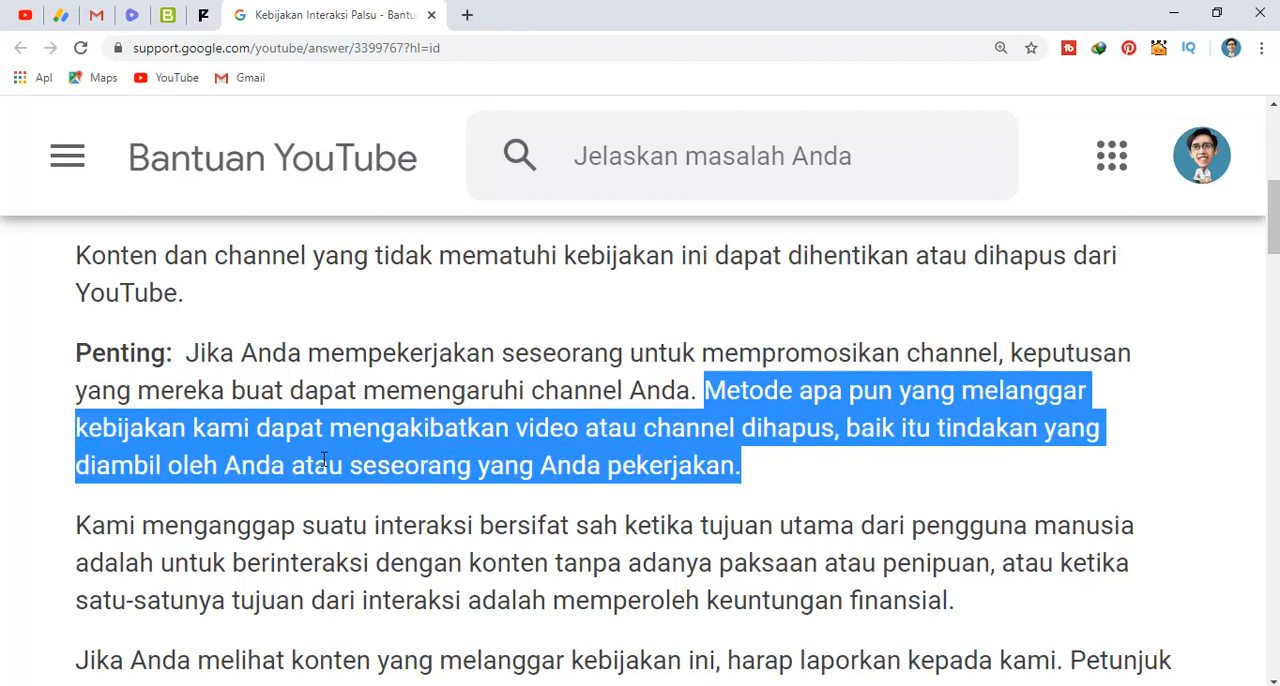 Kebijakan Interaksi Palsu - Bantu
support.google.com/youtube/answer/3399767?hl=id
Apl Maps YouTube Gmail
Bantuan YouTube
Jelaskan masalah Anda
Konten dan channel yang tidak mematuhi kebijakan ini dapat dihentikan atau dihapus dari
YouTube.
Penting: Jika Anda mempekerjakan seseorang untuk mempromosikan channel, keputusan
yang mereka buat dapat memengaruhi channel Anda. Metode apa pun yang melanggar
kebijakan kami dapat mengakibatkan video atau channel dihapus, baik itu tindakan yang
diambil oleh Anda atau seseorang yang Anda pekerjakan.
Kami menganggap suatu interaksi bersifat sah ketika tujuan utama dari pengguna manusia
adalah untuk berinteraksi dengan konten tanpa adanya paksaan atau penipuan, atau ketika
satu-satunya tujuan dari interaksi adalah memperoleh keuntungan finansial.
Jika Anda melihat konten yang melanggar kebijakan ini, harap laporkan kepada kami. Petunjuk